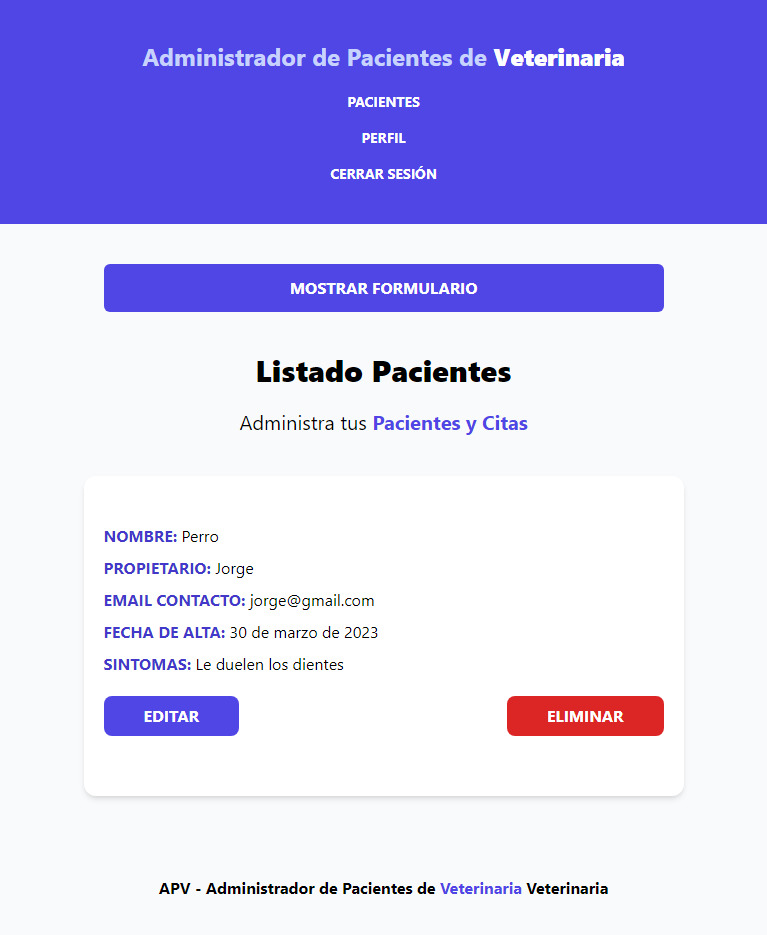 Administrador de Pacientes de Veterinaria
PACIENTES
PERFIL
CERRAR SESIÓN
MOSTRAR FORMULARIO
Listado Pacientes
Administra tus Pacientes y Citas
NOMBRE: Perro
PROPIETARIO: Jorge
EMAIL CONTACTO: jorge@gmail.com
FECHA DE ALTA: 30 de marzo de 2023
SINTOMAS: Le duelen los dientes
EDITAR ELIMINAR
APV - Administrador de Pacientes de Veterinaria Veterinaria